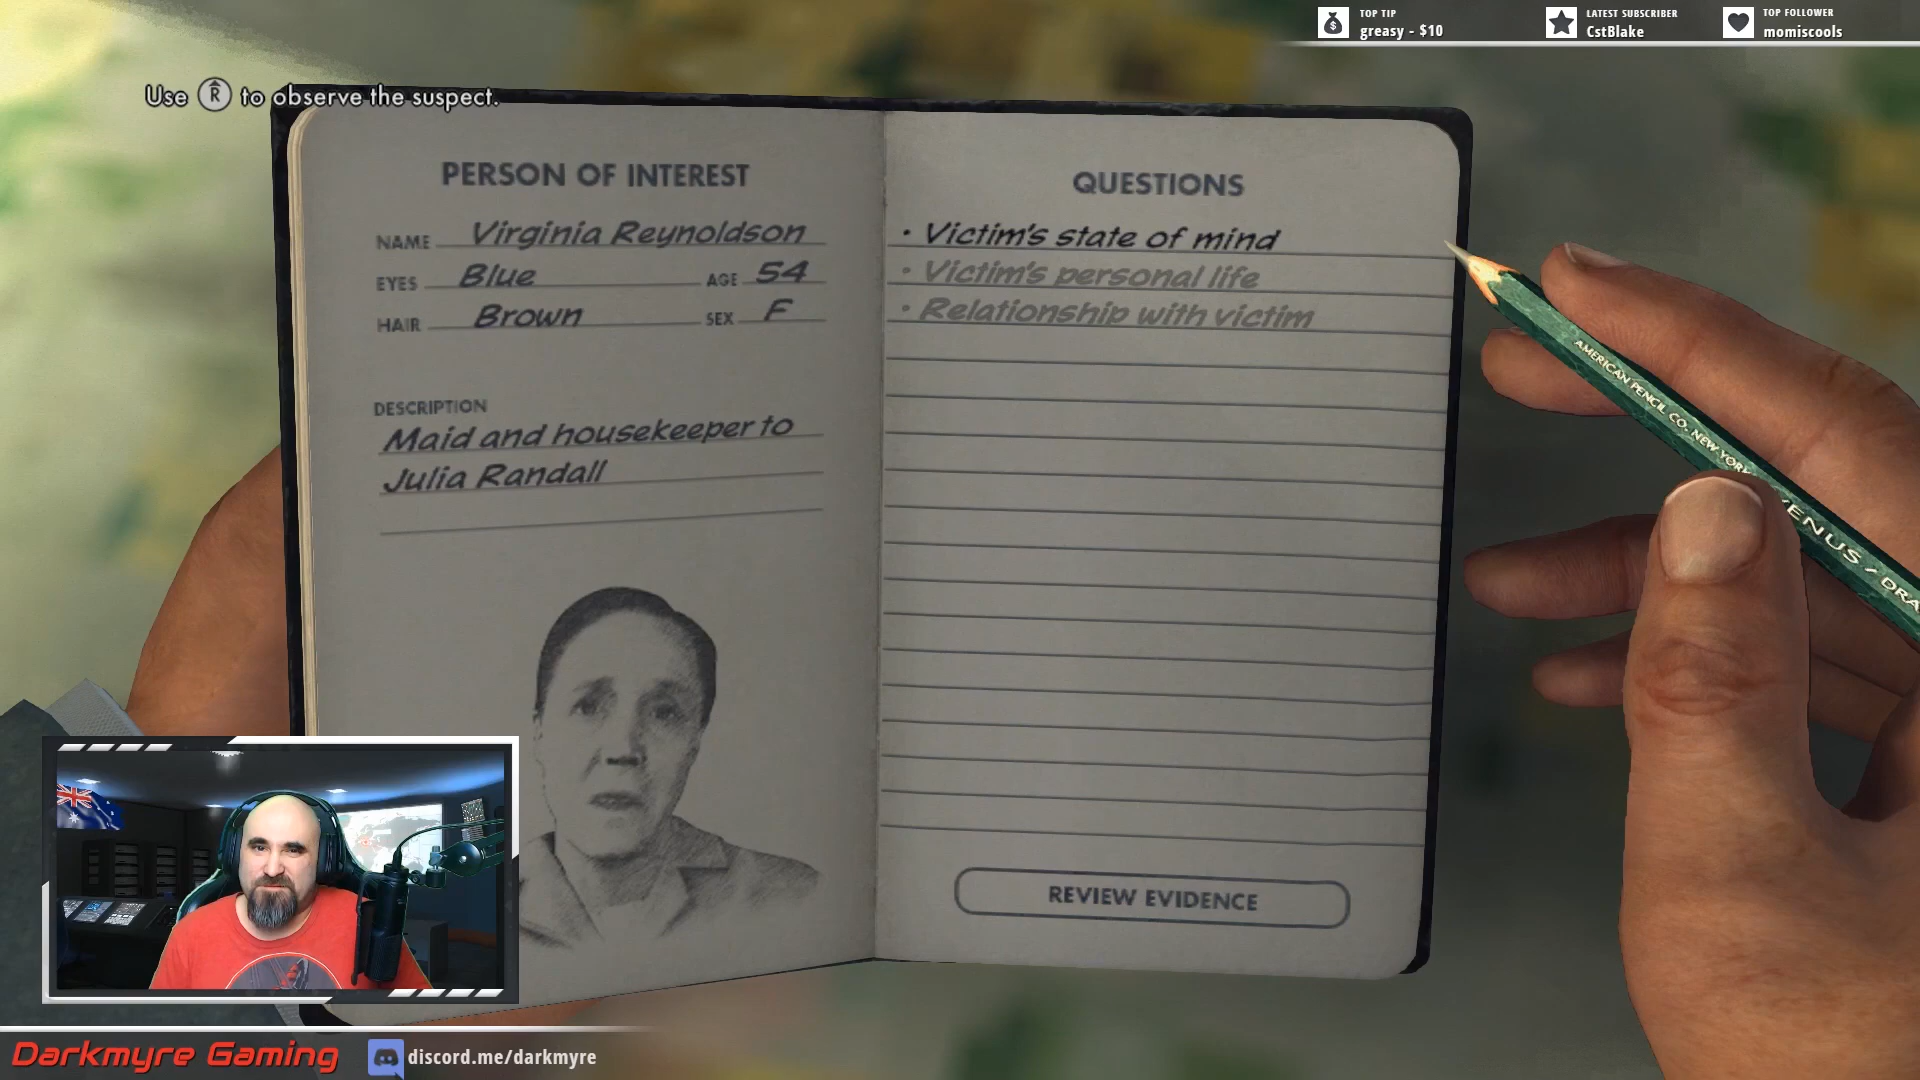 TOP TIP
greasy - $10
LATEST SUBSCRIBER
CstBlake
TOP FOLLOWER
momiscools
Use R to observe the suspect.
PERSON OF INTEREST
NAME Virginia Reynoldson
EYES Blue AGE 54
HAIR Brown SEX F
DESCRIPTION
Maid and housekeeper to
Julia Randall
QUESTIONS
• Victim's state of mind
• Victim's personal life
• Relationship with victim
REVIEW EVIDENCE
AMERICAN PENCIL CO. NEW YORK
VENUS / DRA
Darkmyre Gaming
discord.me/darkmyre